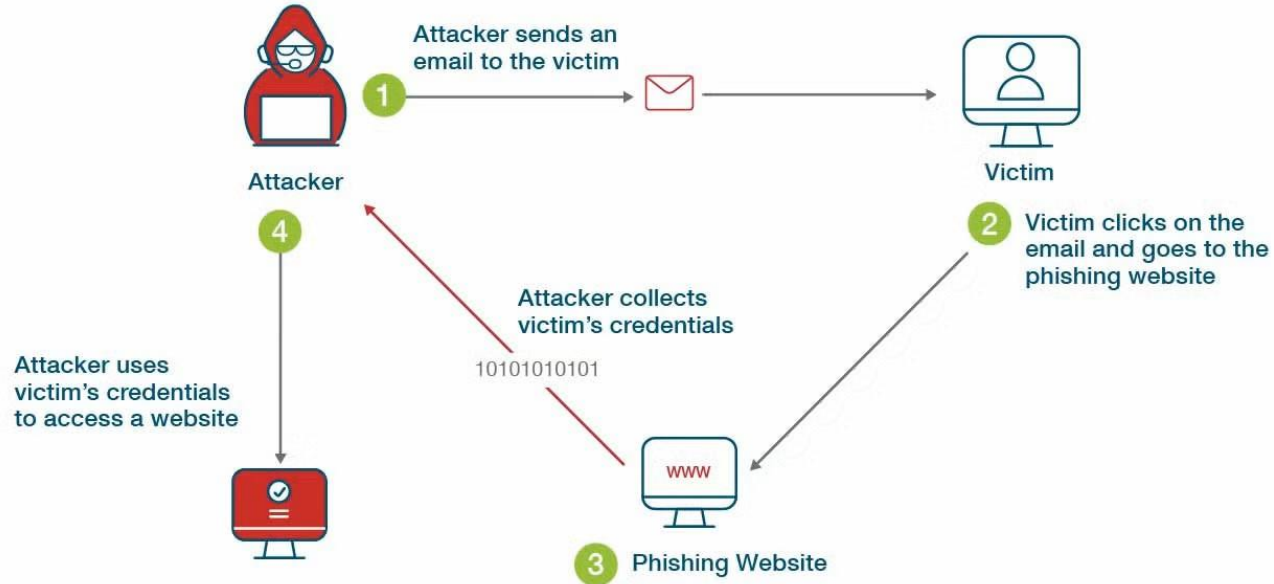 Attacker sends an
email to the victim
1
Attacker
Victim
2
Victim clicks on the
email and goes to the
phishing website
4
Attacker collects
victim's credentials
10101010101
Attacker uses
victim's credentials
to access a website
www
3
Phishing Website